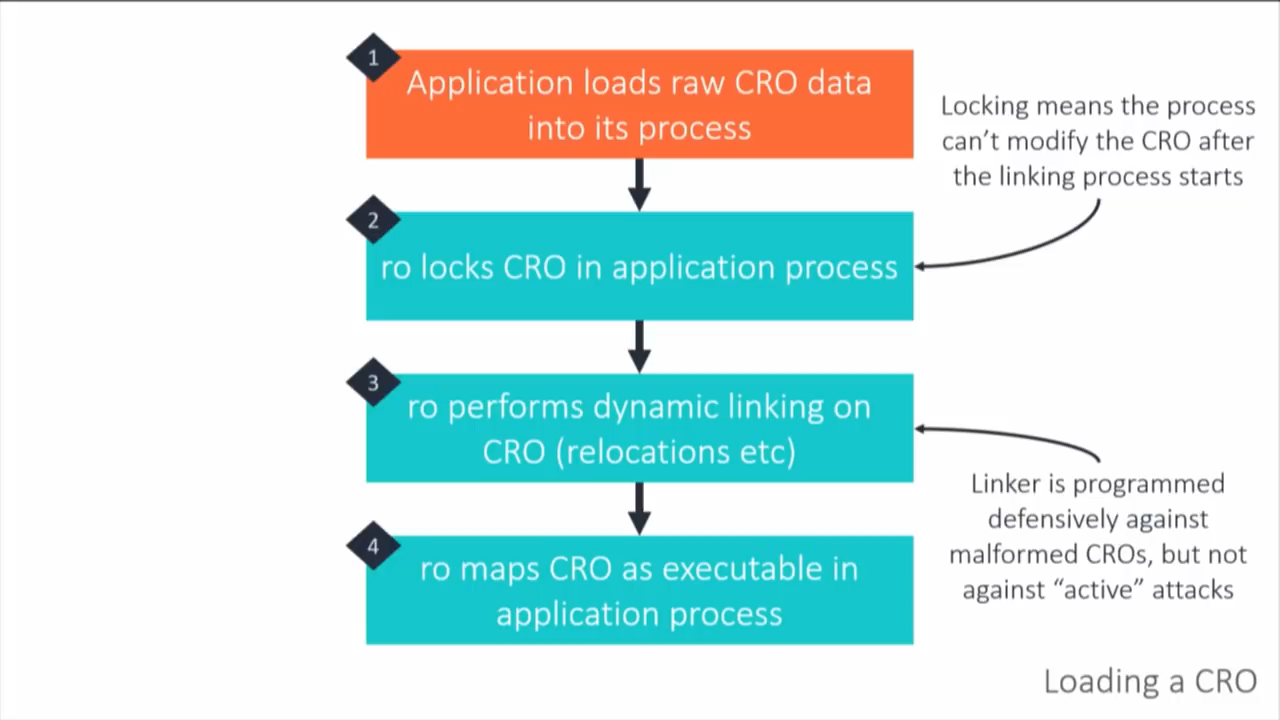 1
Application loads raw CRO data
into its process
Locking means the process
can’t modify the CRO after
the linking process starts
2
ro locks CRO in application process
3
ro performs dynamic linking on
CRO (relocations etc)
Linker is programmed
defensively against
malformed CROs, but not
against “active” attacks
4
ro maps CRO as executable in
application process
Loading a CRO